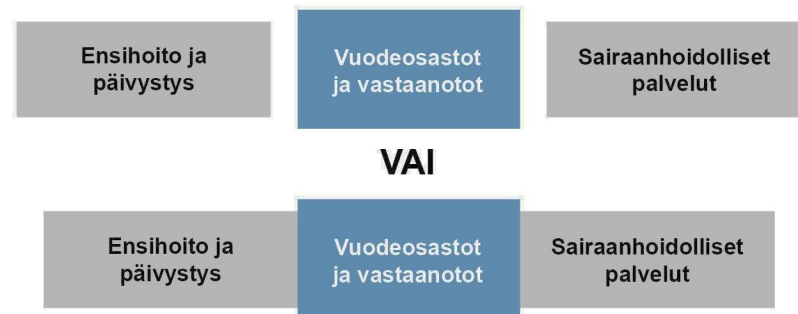 Ensihoito ja
päivystys
Vuodeosastot
ja vastaanotot
Sairaanhoidolliset
palvelut
VAI
Ensihoito ja
päivystys
Vuodeosastot
ja vastaanotot
Sairaanhoidolliset
palvelut